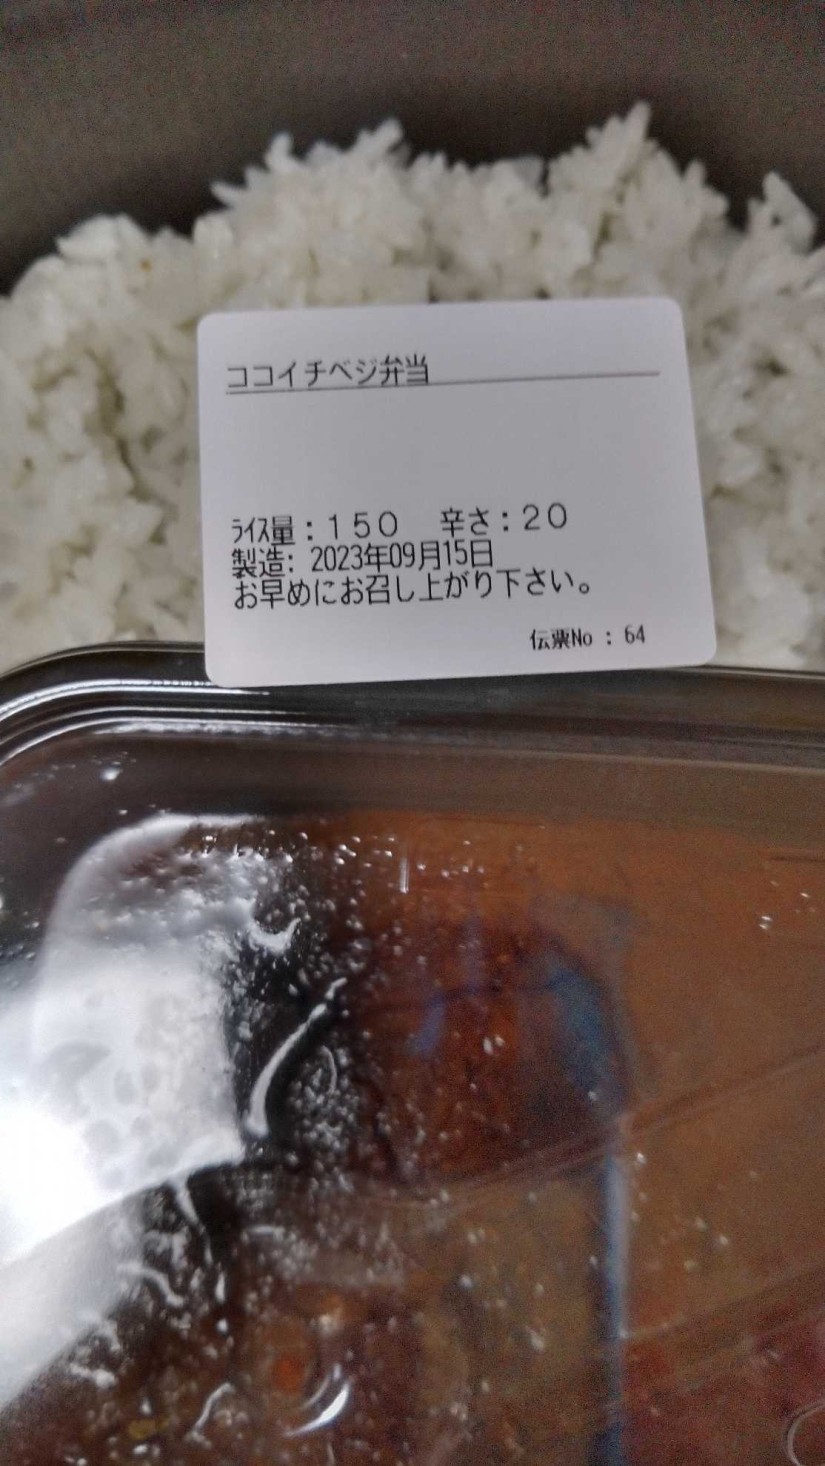 ココイチベジ弁当
ﾗｲｽ量：１５０　辛さ：２０
製造: 2023年09月15日
お早めにお召し上がり下さい。
伝票No : 64